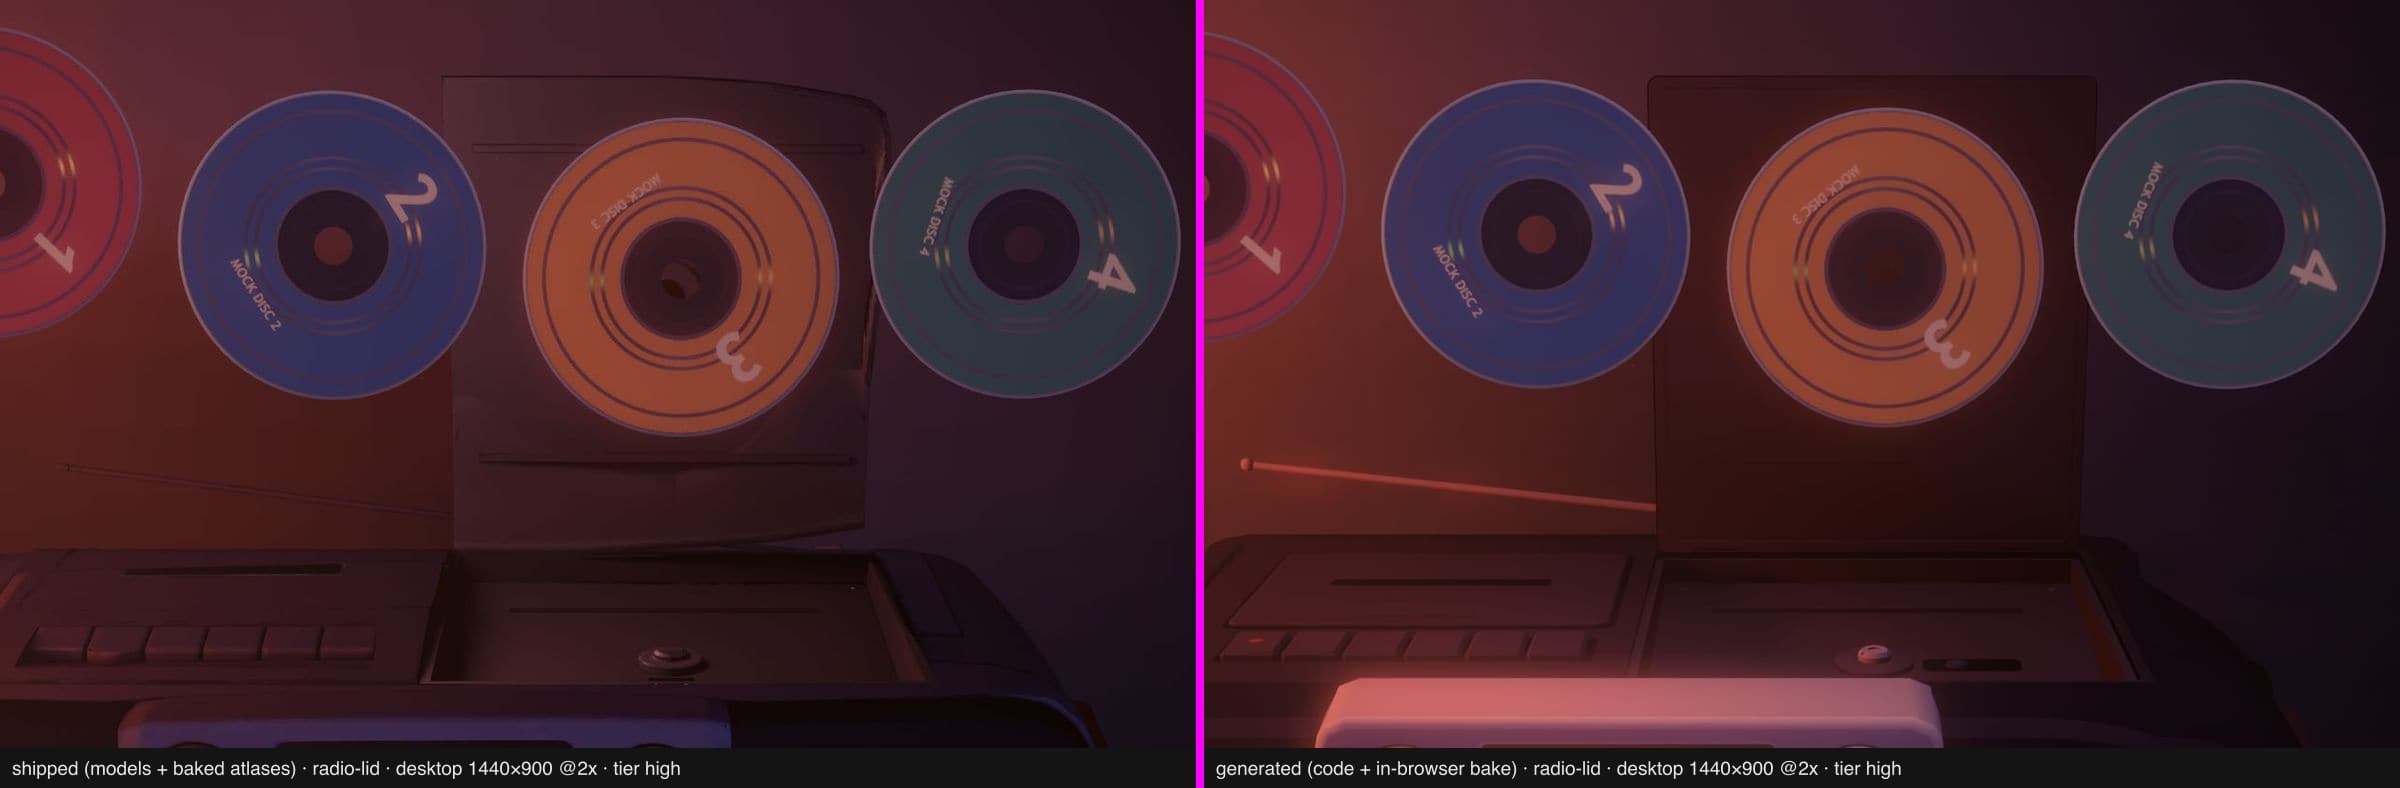 1
2
MOCK DISC 2
MOCK DISC 3
3
MOCK DISC 4
4
1
2
MOCK DISC 2
MOCK DISC 3
3
MOCK DISC 4
4
shipped (models + baked atlases) · radio-lid · desktop 1440×900 @2x · tier high
generated (code + in-browser bake) · radio-lid · desktop 1440×900 @2x · tier high